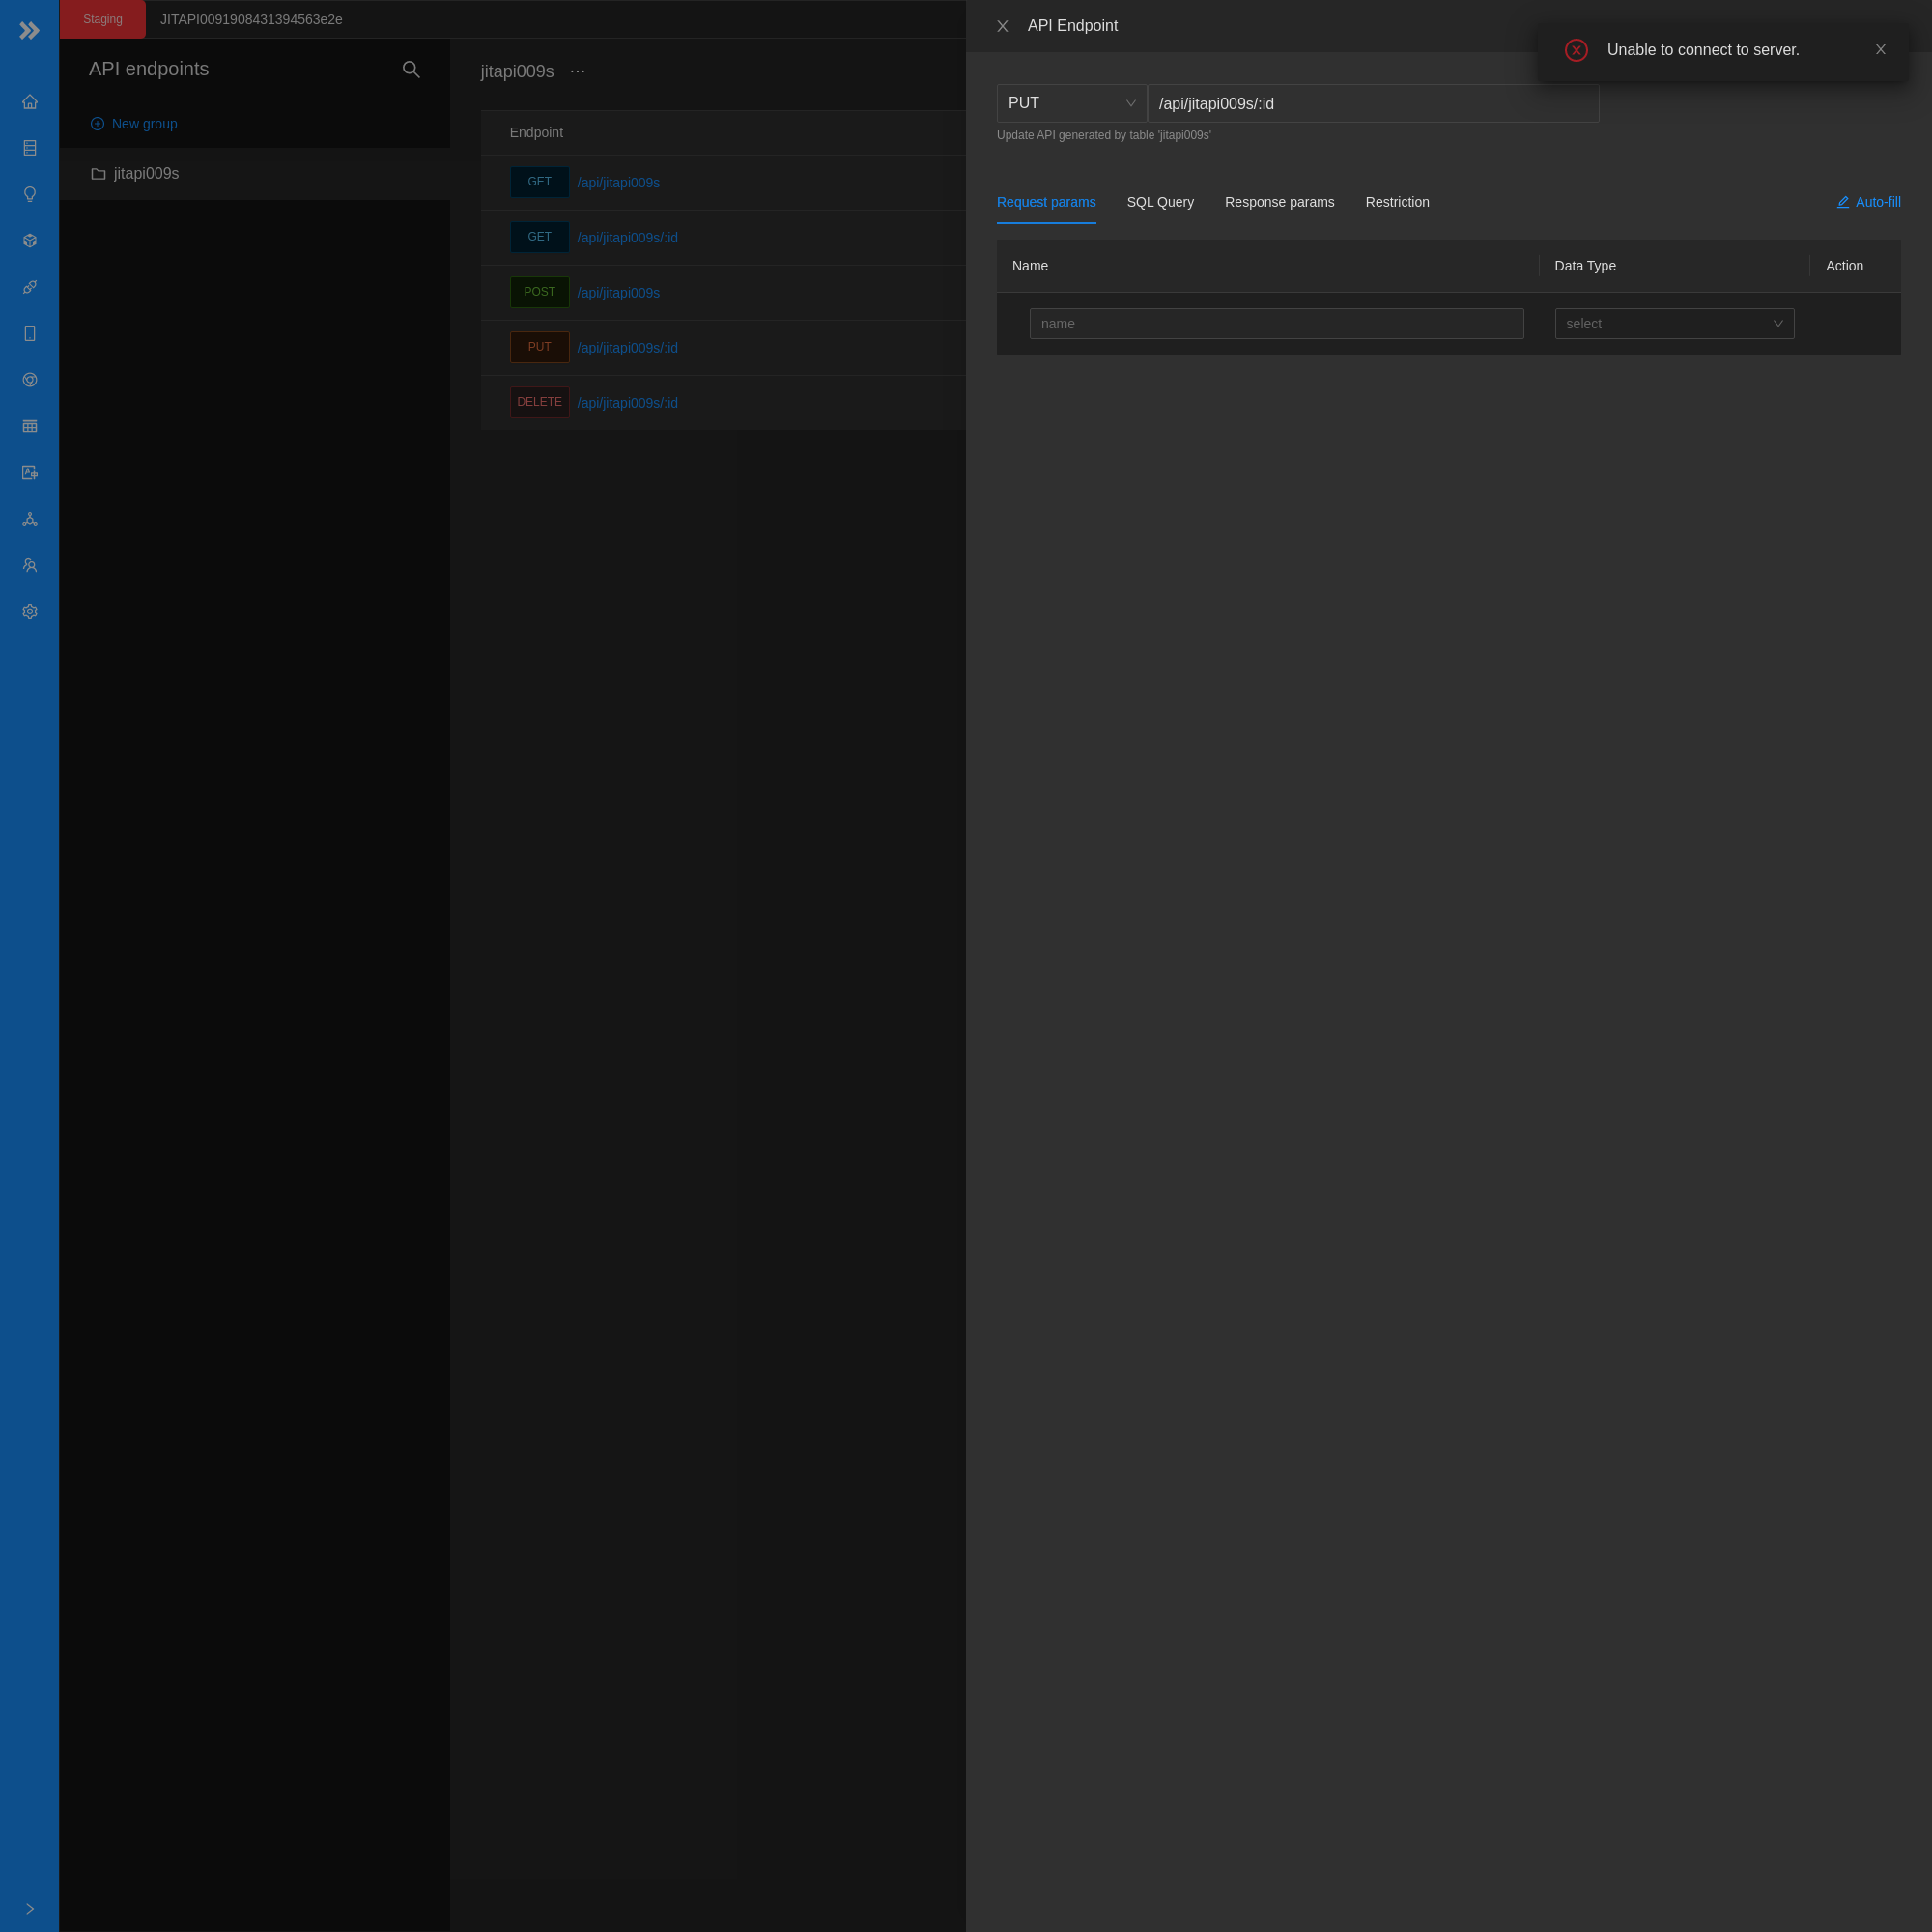 Staging
JITAPI0091908431394563e2e
API endpoints
New group
jitapi009s
jitapi009s
Endpoint
GET /api/jitapi009s
GET /api/jitapi009s/:id
POST /api/jitapi009s
PUT /api/jitapi009s/:id
DELETE /api/jitapi009s/:id
API Endpoint
Unable to connect to server.
PUT /api/jitapi009s/:id
Update API generated by table 'jitapi009s'
Request params SQL Query Response params Restriction Auto-fill
Name Data Type Action
name select